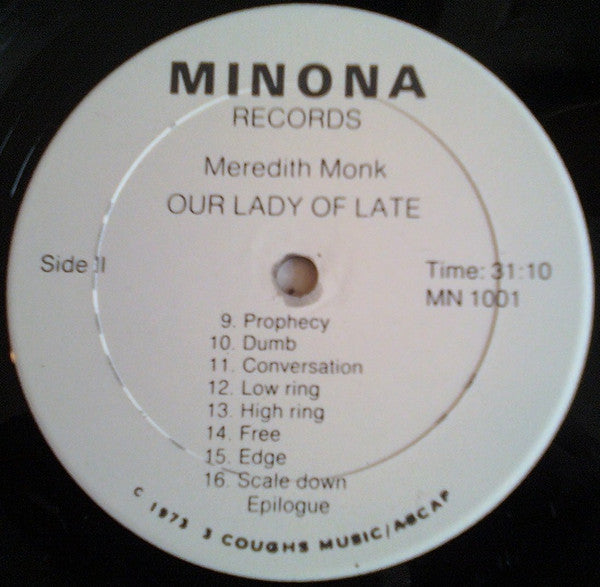 MINONA
RECORDS
Meredith Monk
OUR LADY OF LATE
Side II
Time: 31:10
MN 1001
9. Prophecy
10. Dumb
11. Conversation
12. Low ring
13. High ring
14. Free
15. Edge
16. Scale down
Epilogue
C 1973 3 COUGHS MUSIC/ASCAP